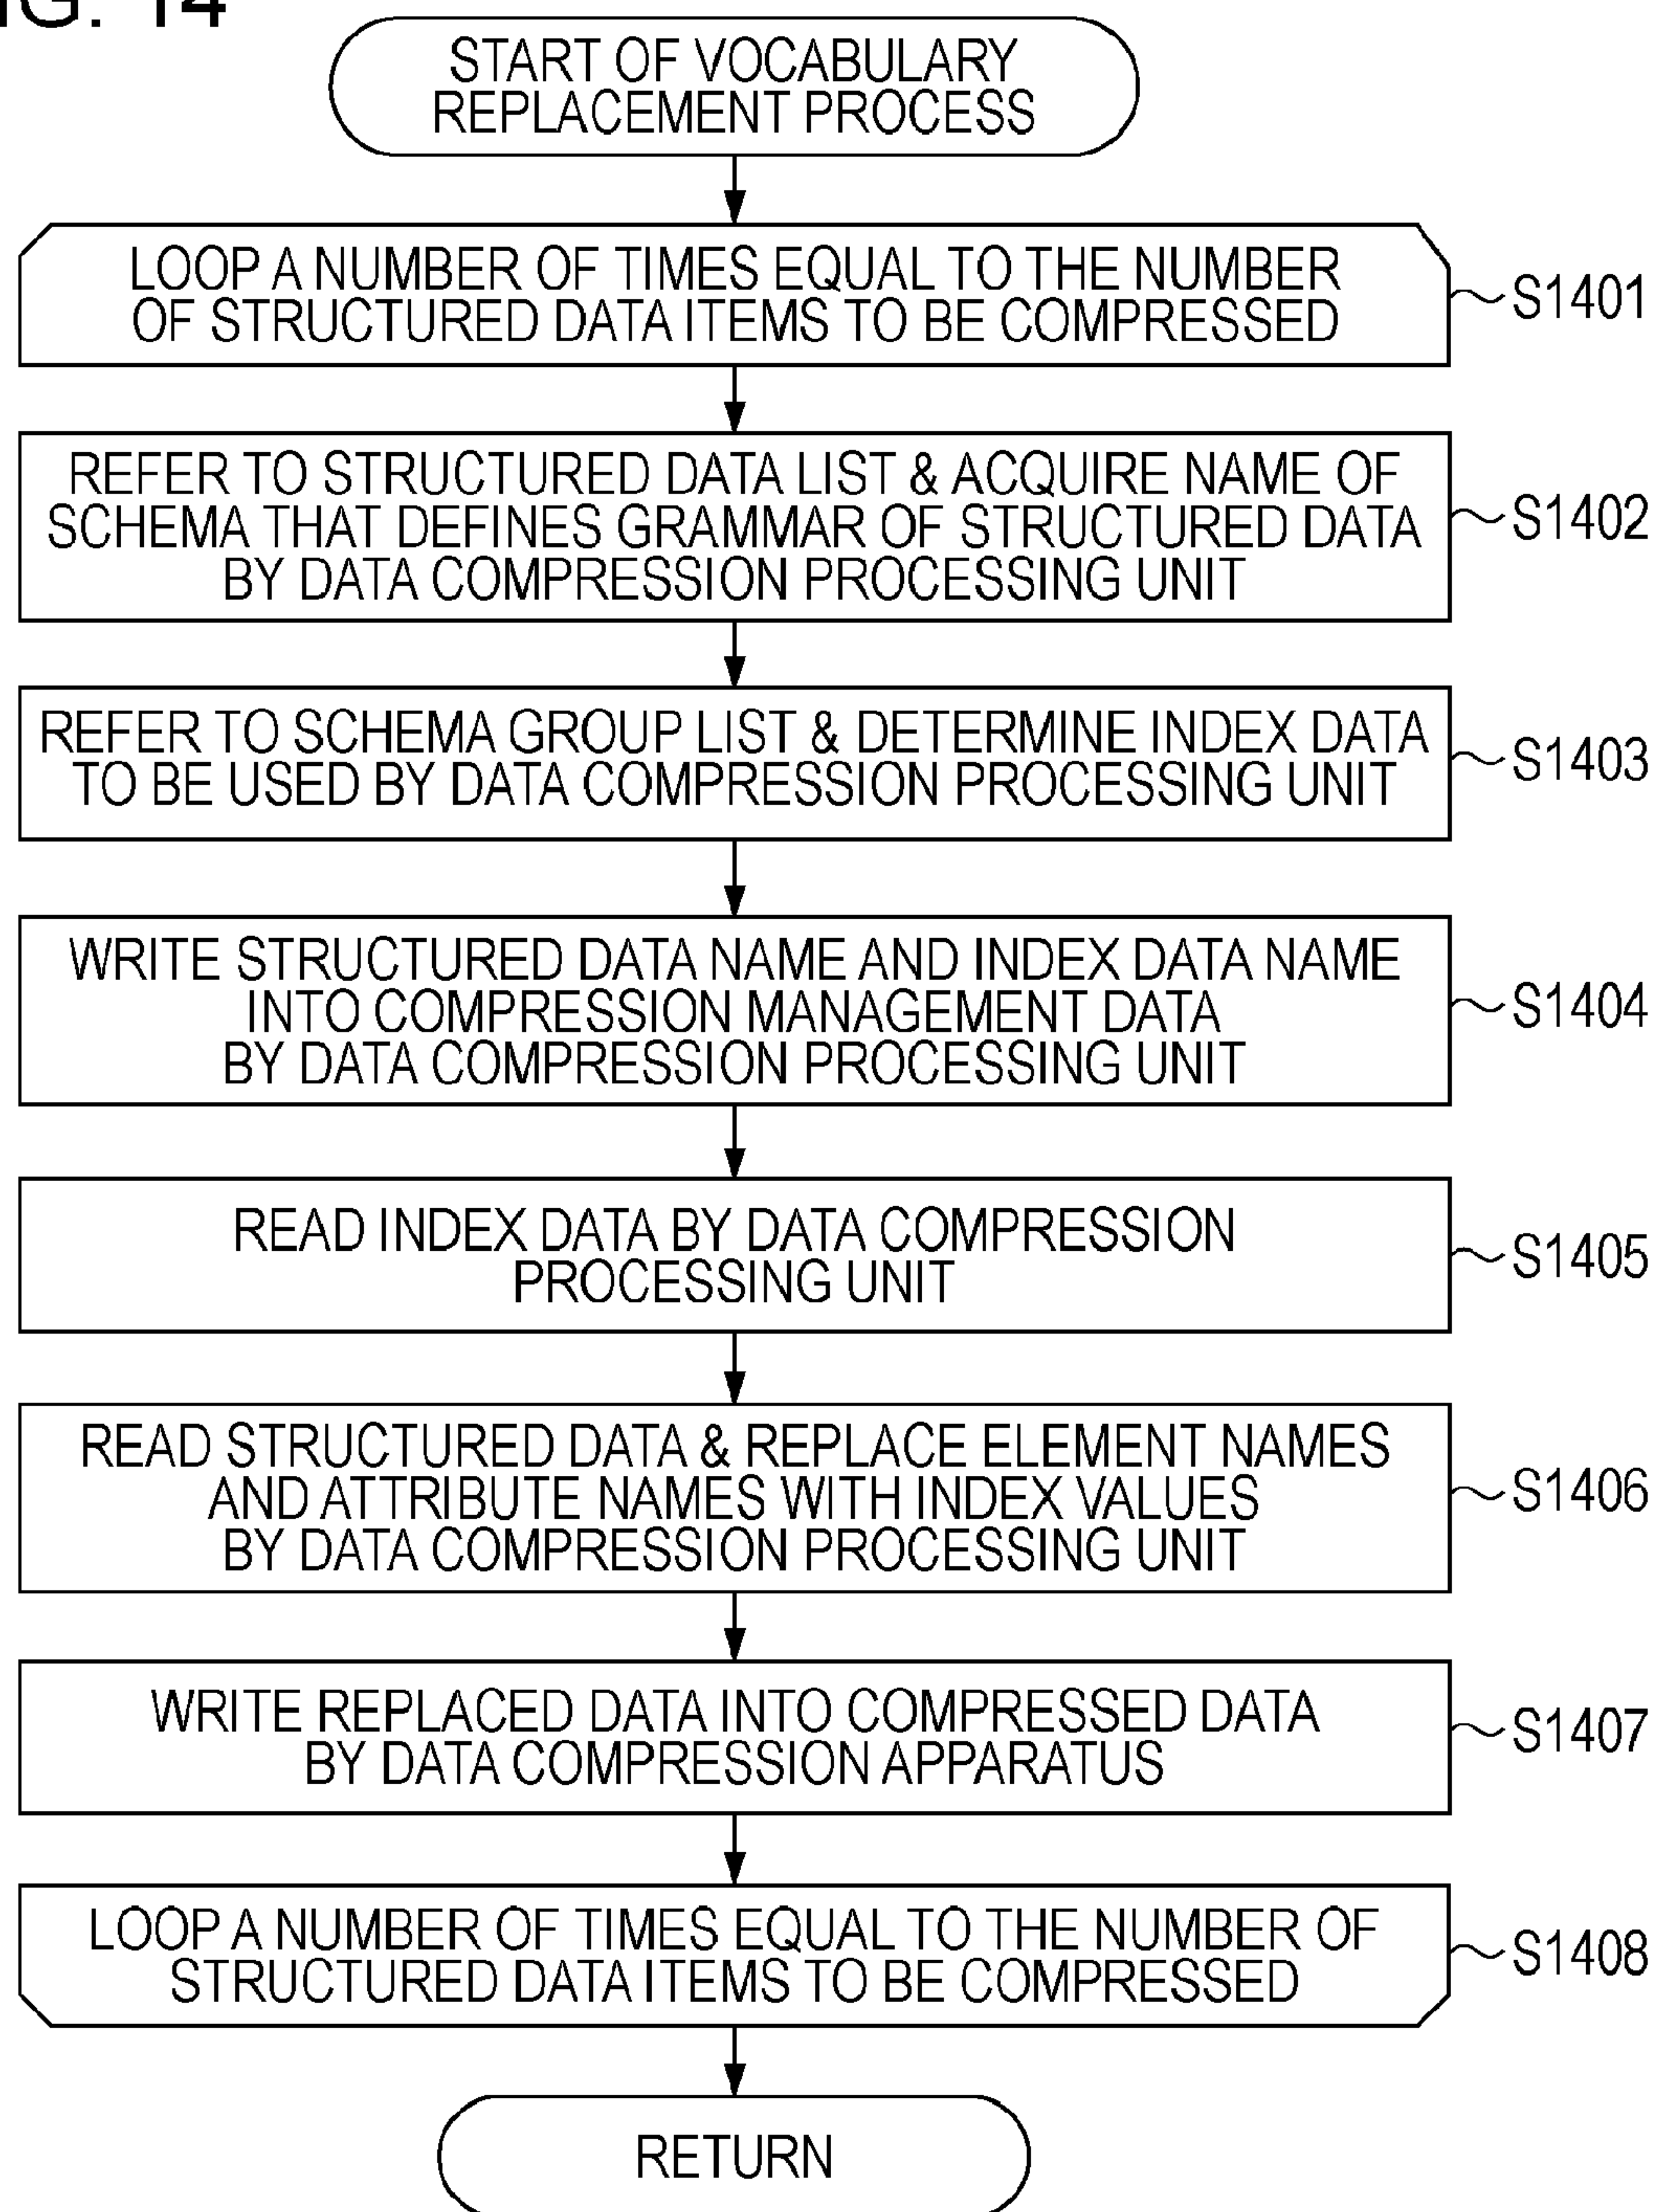 FIG. 14
START OF VOCABULARY
REPLACEMENT PROCESS
LOOP A NUMBER OF TIMES EQUAL TO THE NUMBER
OF STRUCTURED DATA ITEMS TO BE COMPRESSED
S1401
REFER TO STRUCTURED DATA LIST & ACQUIRE NAME OF
SCHEMA THAT DEFINES GRAMMAR OF STRUCTURED DATA
BY DATA COMPRESSION PROCESSING UNIT
S1402
REFER TO SCHEMA GROUP LIST & DETERMINE INDEX DATA
TO BE USED BY DATA COMPRESSION PROCESSING UNIT
S1403
WRITE STRUCTURED DATA NAME AND INDEX DATA NAME
INTO COMPRESSION MANAGEMENT DATA
BY DATA COMPRESSION PROCESSING UNIT
S1404
READ INDEX DATA BY DATA COMPRESSION
PROCESSING UNIT
S1405
READ STRUCTURED DATA & REPLACE ELEMENT NAMES
AND ATTRIBUTE NAMES WITH INDEX VALUES
BY DATA COMPRESSION PROCESSING UNIT
S1406
WRITE REPLACED DATA INTO COMPRESSED DATA
BY DATA COMPRESSION APPARATUS
S1407
LOOP A NUMBER OF TIMES EQUAL TO THE NUMBER OF
STRUCTURED DATA ITEMS TO BE COMPRESSED
S1408
RETURN